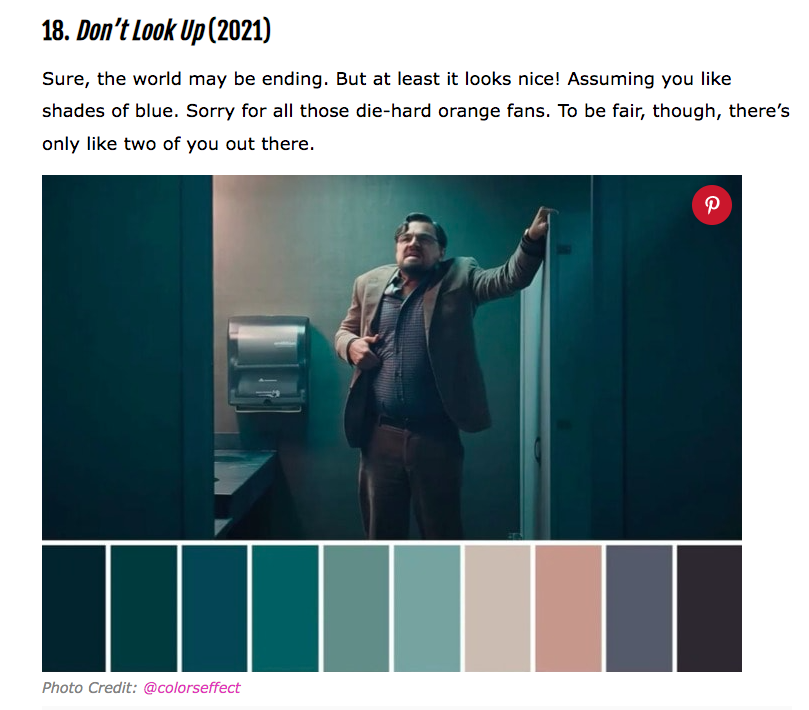 18. Don’t Look Up (2021)
Sure, the world may be ending. But at least it looks nice! Assuming you like
shades of blue. Sorry for all those die-hard orange fans. To be fair, though, there’s
only like two of you out there.
Photo Credit: @colorseffect